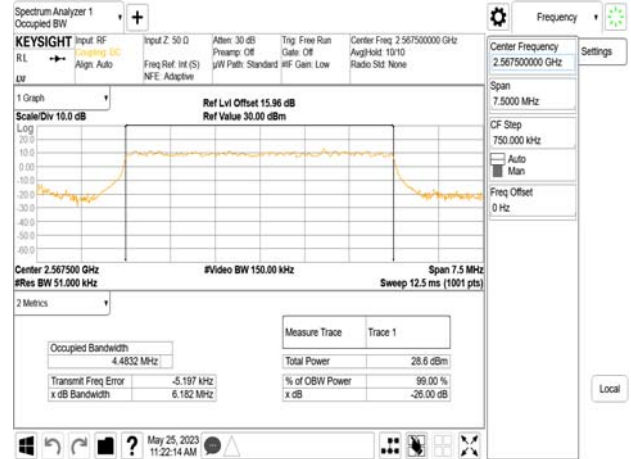 Spectrum Analyzer 1
Occupied BW
+
Frequency
KEYSIGHT
Input: RF
Coupling: DC
Align: Auto
RL
LV
Input Z: 50 Ω
Freq Ref: Int (S)
NFE: Adaptive
Atten: 30 dB
Preamp: Off
µW Path: Standard
Trig: Free Run
Gate: Off
#IF Gain: Low
Center Freq: 2.567500000 GHz
Avg|Hold: 10/10
Radio Std: None
Center Frequency
2.567500000 GHz
Settings
Span
7.5000 MHz
CF Step
750.000 kHz
Auto
Man
Freq Offset
0 Hz
Local
1 Graph
Scale/Div 10.0 dB
Ref Lvl Offset 15.96 dB
Ref Value 30.00 dBm
Log
20.0
10.0
0.00
-10.0
-20.0
-30.0
-40.0
-50.0
-60.0
Center 2.567500 GHz
#Res BW 51.000 kHz
#Video BW 150.00 kHz
Span 7.5 MHz
Sweep 12.5 ms (1001 pts)
2 Metrics
Measure Trace Trace 1
Occupied Bandwidth
4.4832 MHz
Total Power 28.6 dBm
Transmit Freq Error -5.197 kHz
% of OBW Power 99.00 %
x dB Bandwidth 6.182 MHz
x dB -26.00 dB
?
May 25, 2023
11:22:14 AM